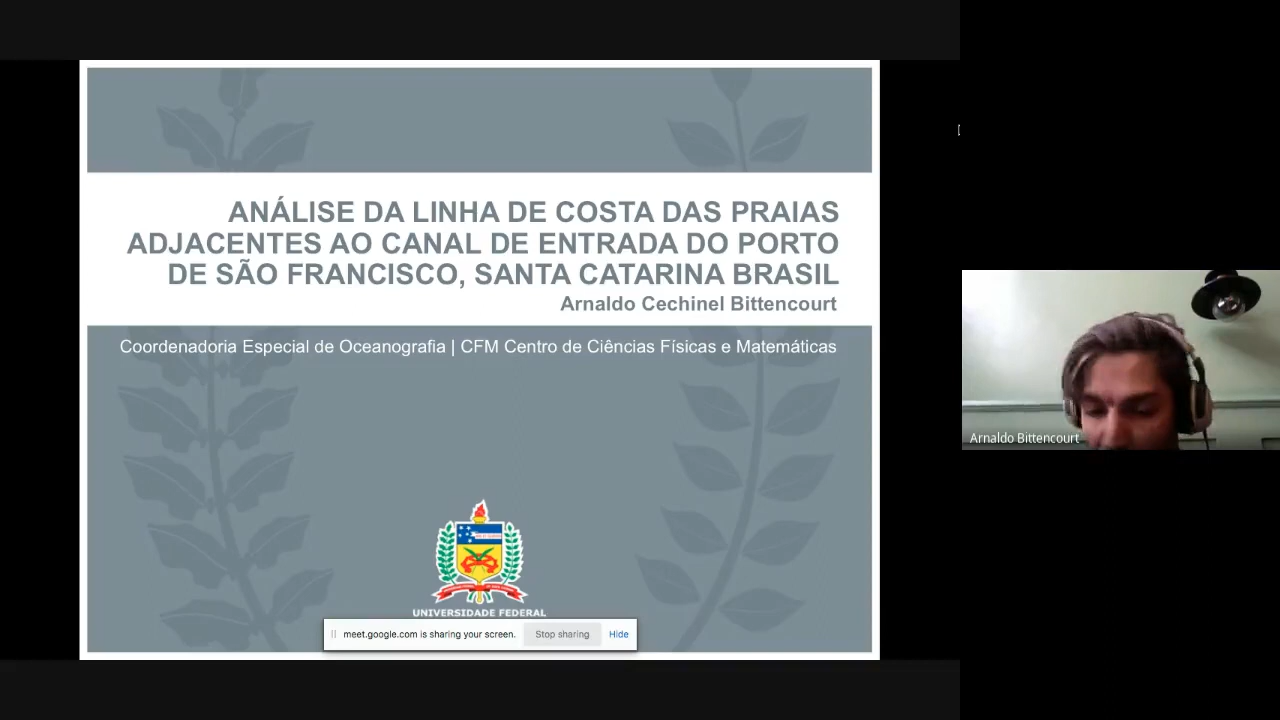 ANÁLISE DA LINHA DE COSTA DAS PRAIAS
ADJACENTES AO CANAL DE ENTRADA DO PORTO
DE SÃO FRANCISCO, SANTA CATARINA BRASIL
Arnaldo Cechinel Bittencourt
Coordenadoria Especial de Oceanografia | CFM Centro de Ciências Físicas e Matemáticas
UNIVERSIDADE FEDERAL
meet.google.com is sharing your screen.
Stop sharing
Hide
Arnaldo Bittencourt